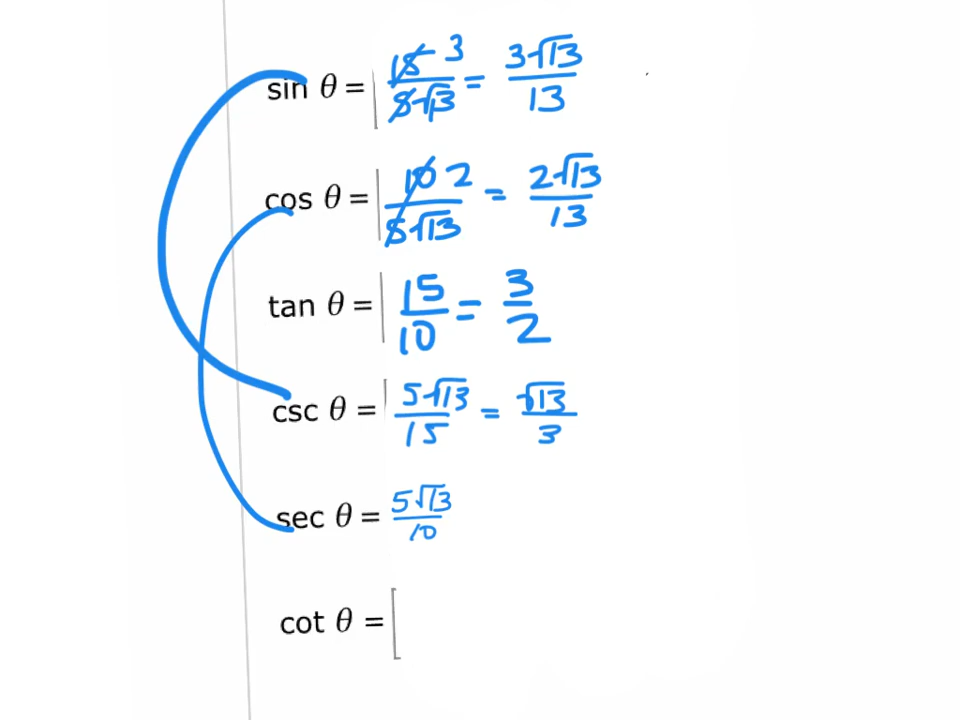 sin θ = 15/5√13 3 = 3√13/13
cos θ = 10/5√13 2 = 2√13/13
tan θ = 15/10 = 3/2
csc θ = 5√13/15 = √13/3
sec θ = 5√13/10
cot θ = [